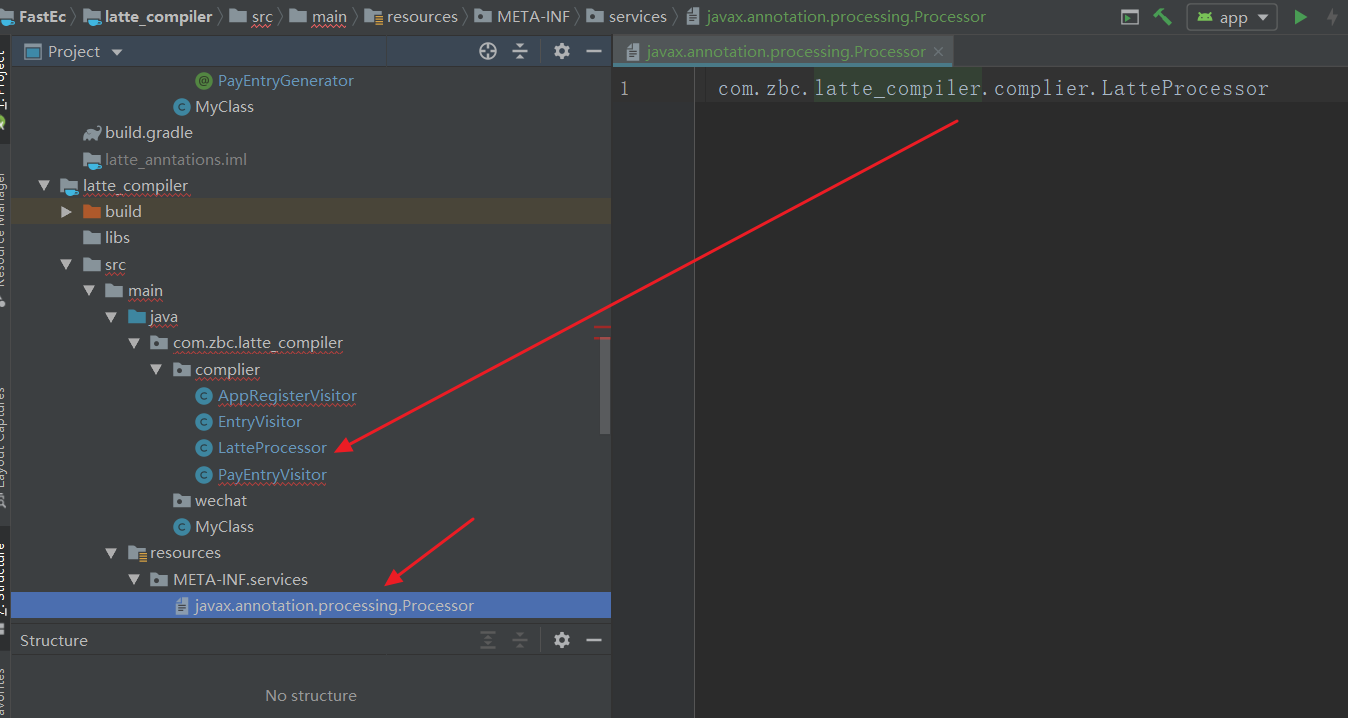 FastEc latte_compiler src main resources META-INF services javax.annotation.processing.Processor app
Project
javax.annotation.processing.Processor
PayEntryGenerator
MyClass
build.gradle
latte_anntations.iml
latte_compiler
build
libs
src
main
java
com.zbc.latte_compiler
complier
AppRegisterVisitor
EntryVisitor
LatteProcessor
PayEntryVisitor
wechat
MyClass
resources
META-INF.services
javax.annotation.processing.Processor
1 com.zbc.latte_compiler.complier.LatteProcessor
Structure
No structure
Resource Manager
Layout Captures
Z: Structure